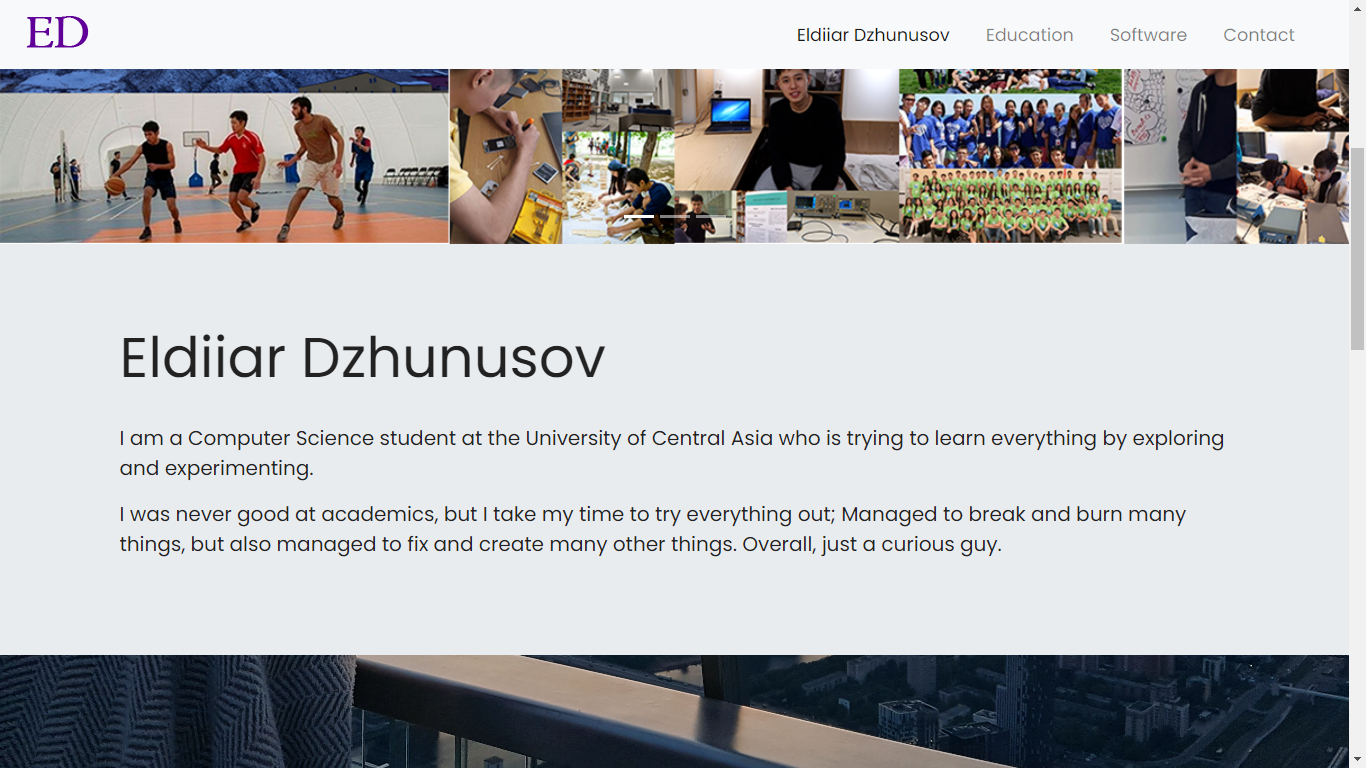 ED
Eldiiar Dzhunusov Education Software Contact
Eldiiar Dzhunusov
I am a Computer Science student at the University of Central Asia who is trying to learn everything by exploring
and experimenting.
I was never good at academics, but I take my time to try everything out; Managed to break and burn many
things, but also managed to fix and create many other things. Overall, just a curious guy.